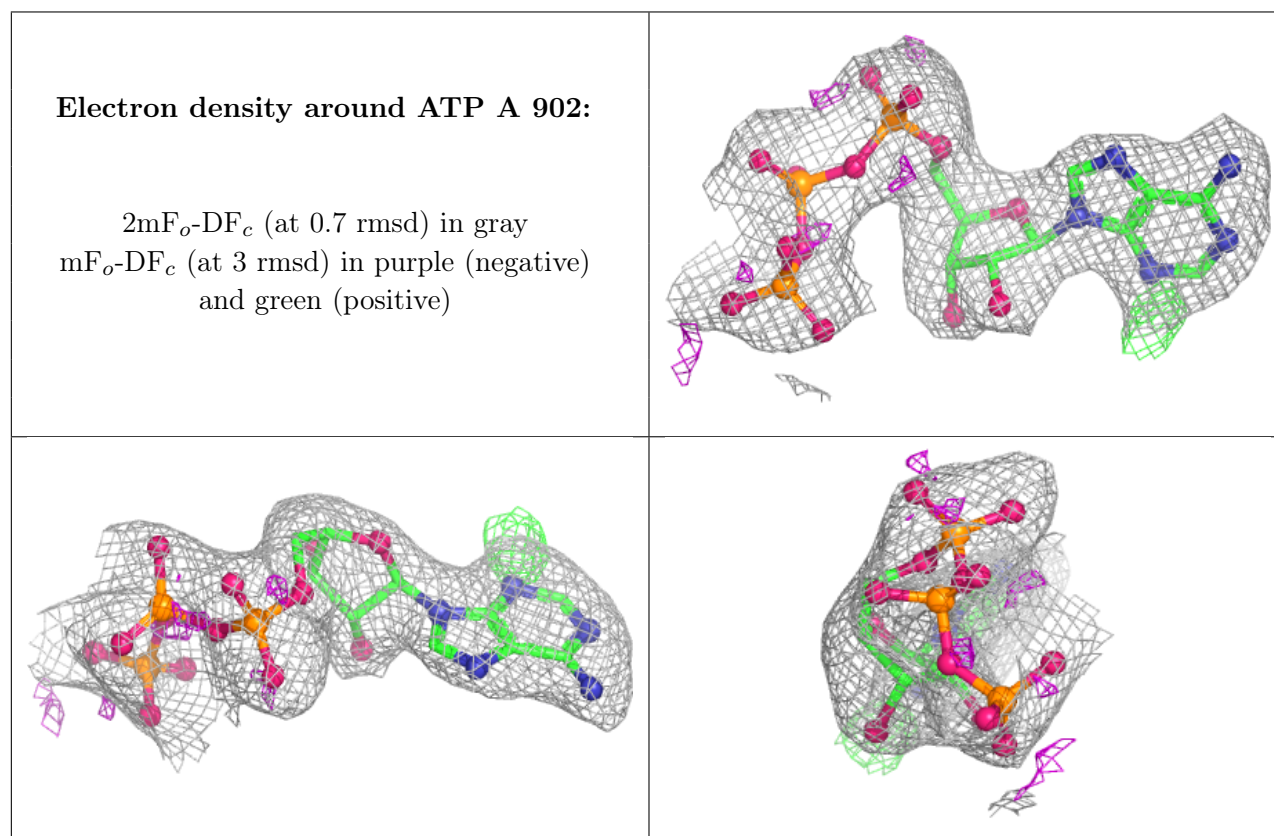 Electron density around ATP A 902:
2mFo-DFc (at 0.7 rmsd) in gray
mFo-DFc (at 3 rmsd) in purple (negative)
and green (positive)